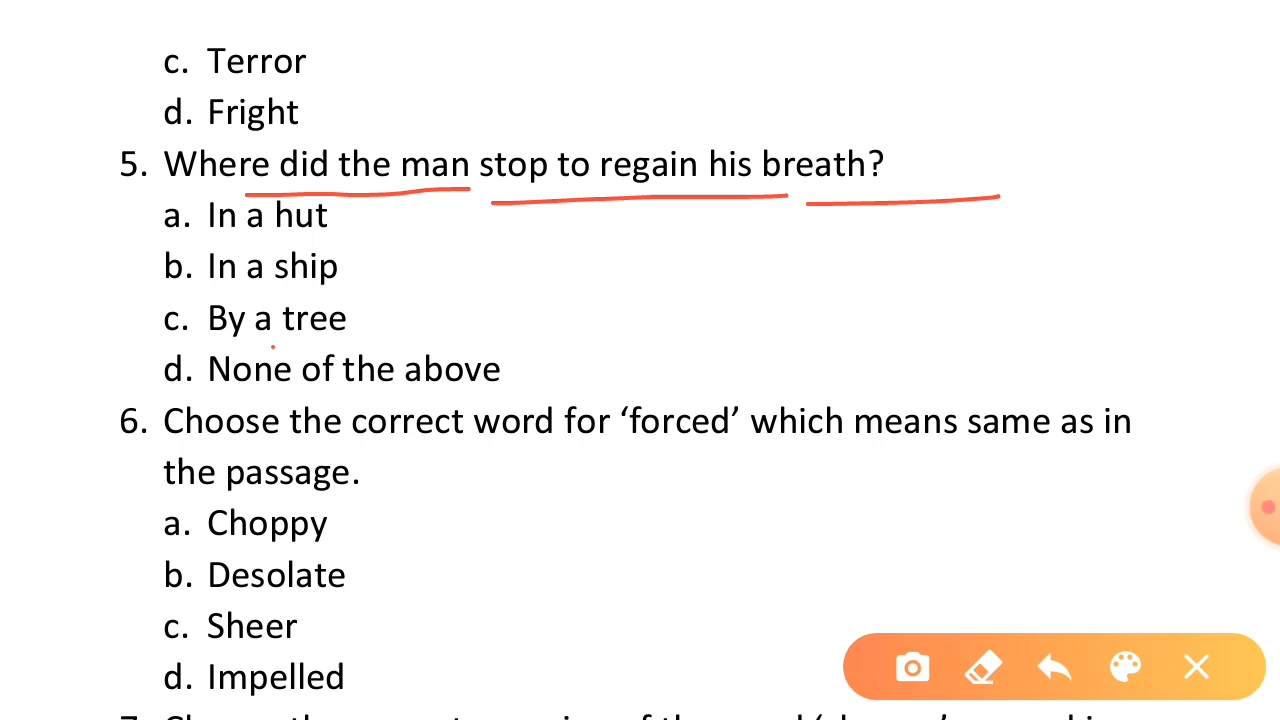 c. Terror
d. Fright
5. Where did the man stop to regain his breath?
a. In a hut
b. In a ship
c. By a tree
d. None of the above
6. Choose the correct word for ‘forced’ which means same as in
the passage.
a. Choppy
b. Desolate
c. Sheer
d. Impelled